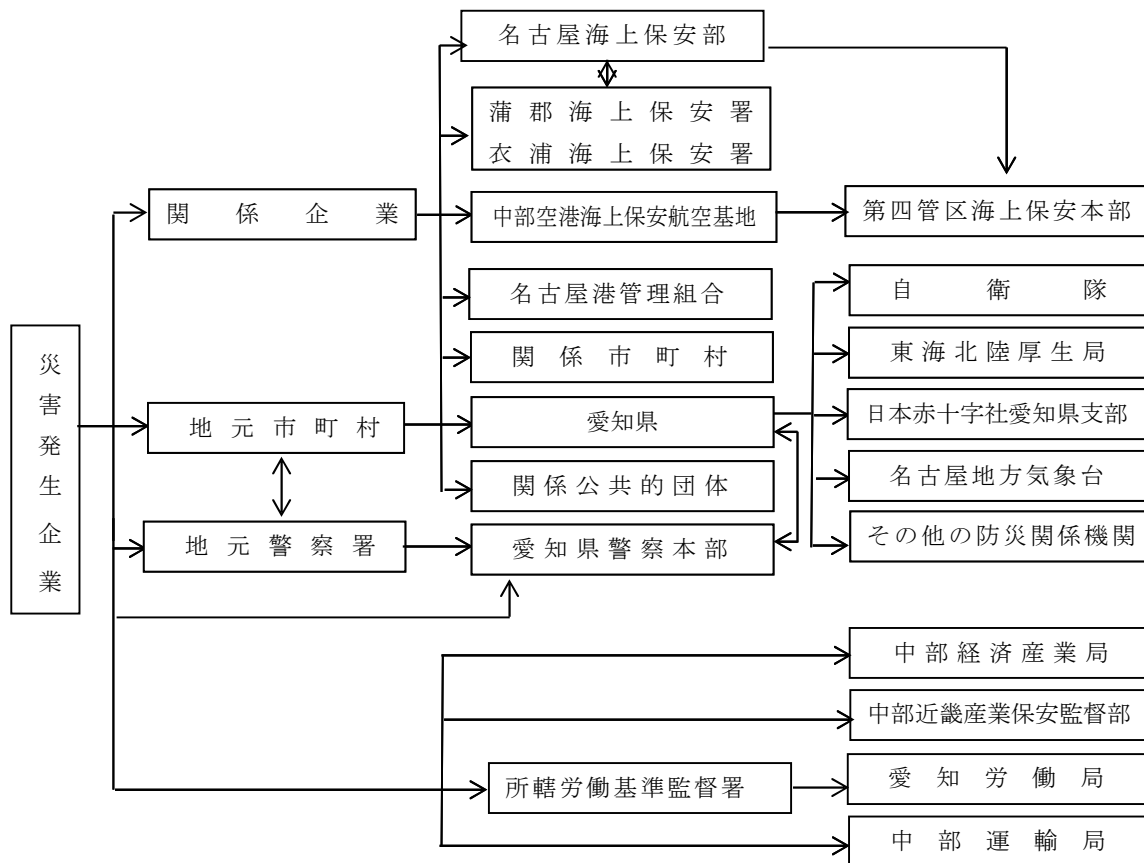 名古屋海上保安部
蒲郡海上保安署
衣浦海上保安署
関係企業
中部空港海上保安航空基地
第四管区海上保安本部
名古屋港管理組合
自衛隊
災害発生企業
関係市町村
東海北陸厚生局
地元市町村
愛知県
日本赤十字社愛知県支部
関係公共的団体
名古屋地方気象台
地元警察署
愛知県警察本部
その他の防災関係機関
中部経済産業局
中部近畿産業保安監督部
所轄労働基準監督署
愛知労働局
中部運輸局